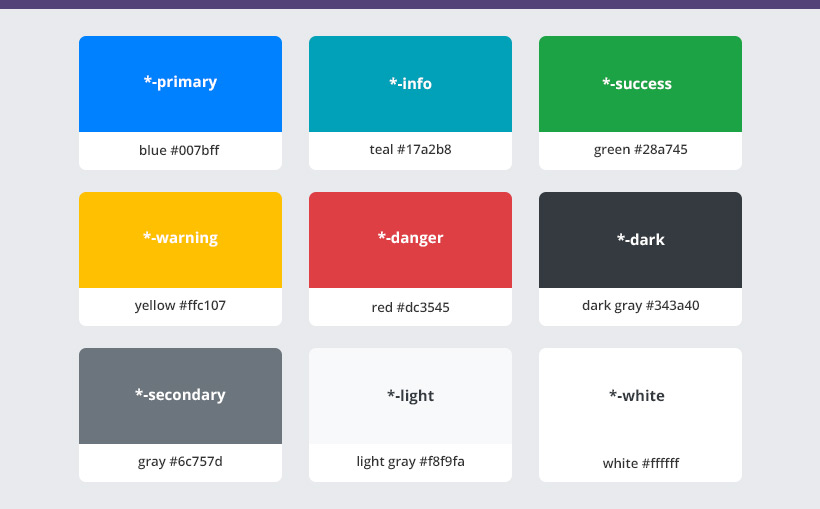 *-primary
blue #007bff
*-info
teal #17a2b8
*-success
green #28a745
*-warning
yellow #ffc107
*-danger
red #dc3545
*-dark
dark gray #343a40
*-secondary
gray #6c757d
*-light
light gray #f8f9fa
*-white
white #ffffff